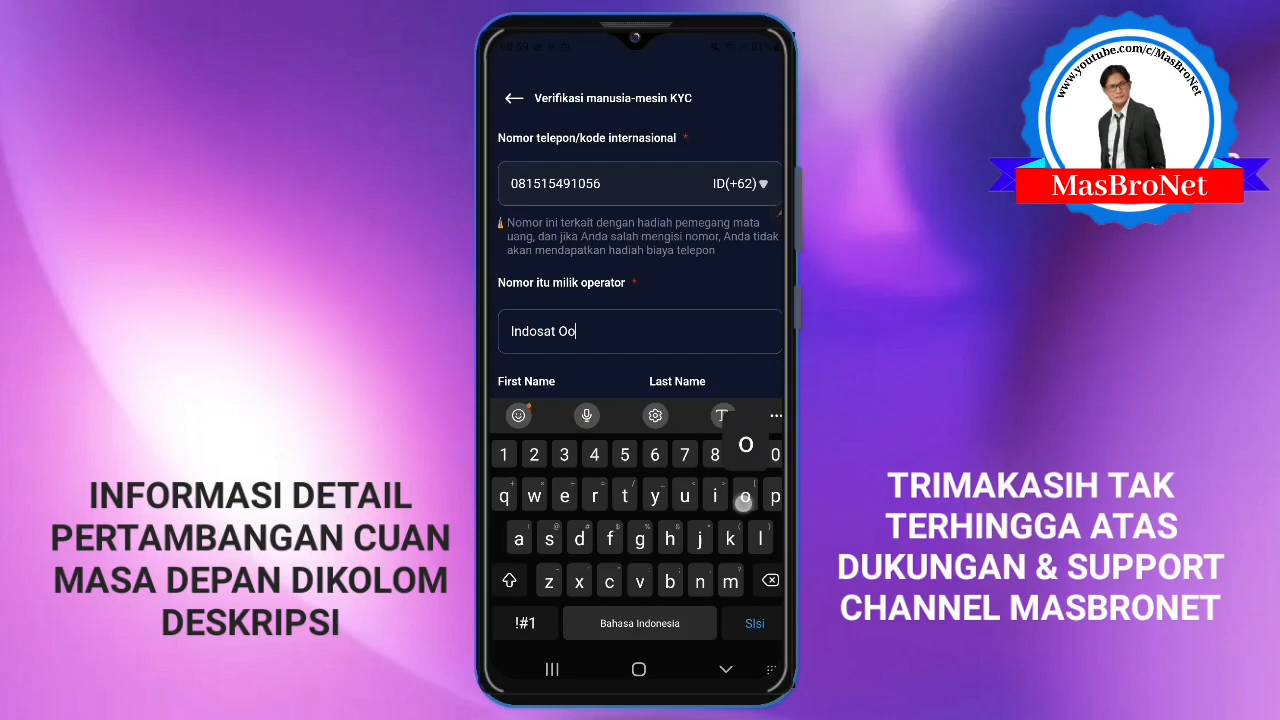 Verifikasi manusia-mesin KYC
Nomor telepon/kode internasional *
081515491056 ID(+62)
Nomor ini terkait dengan hadiah pemegang mata
uang, dan jika Anda salah mengisi nomor, Anda tidak
akan mendapatkan hadiah biaya telepon
Nomor itu milik operator *
Indosat Oo
First Name Last Name
T
o
1 2 3 4 5 6 7 8 0
q w e r t y u i o p
a s d f g h j k l
z x c v b n m
!#1 Bahasa Indonesia SIsi
INFORMASI DETAIL
PERTAMBANGAN CUAN
MASA DEPAN DIKOLOM
DESKRIPSI
www.youtube.com/c/MasBroNet
MasBroNet
TRIMAKASIH TAK
TERHINGGA ATAS
DUKUNGAN & SUPPORT
CHANNEL MASBRONET